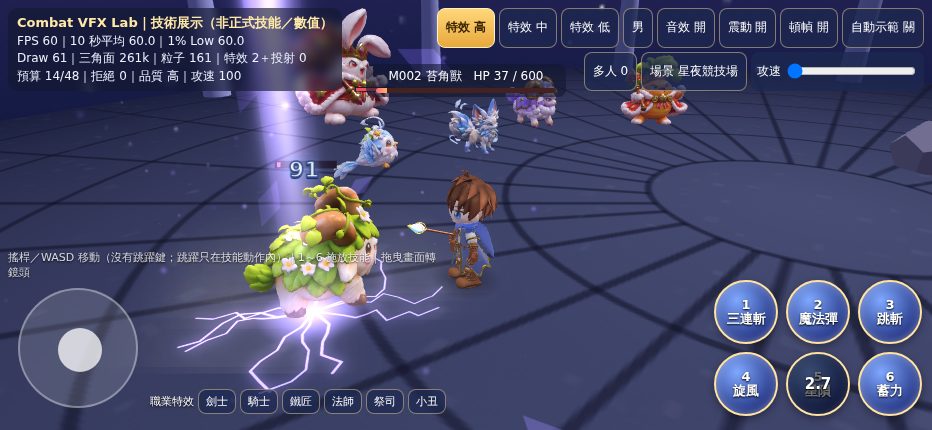 Combat VFX Lab｜技術展示（非正式技能／數值）
FPS 60｜10 秒平均 60.0｜1% Low 60.0
Draw 61｜三角面 261k｜粒子 161｜特效 2＋投射 0
預算 14/48｜拒絕 0｜品質 高｜攻速 100
特效 高
特效 中
特效 低
男
音效 開
震動 開
頓幀 開
自動示範 關
多人 0
場景 星夜競技場
攻速
M002 苔角獸 HP 37 / 600
91
搖桿／WASD 移動（沒有跳躍鍵；跳躍只在技能動作內）｜1～6 施放技能｜拖曳畫面轉
鏡頭
1
三連斬
2
魔法彈
3
跳斬
4
旋風
2.7
6
蓄力
職業特效
劍士
騎士
鐵匠
法師
祭司
小丑